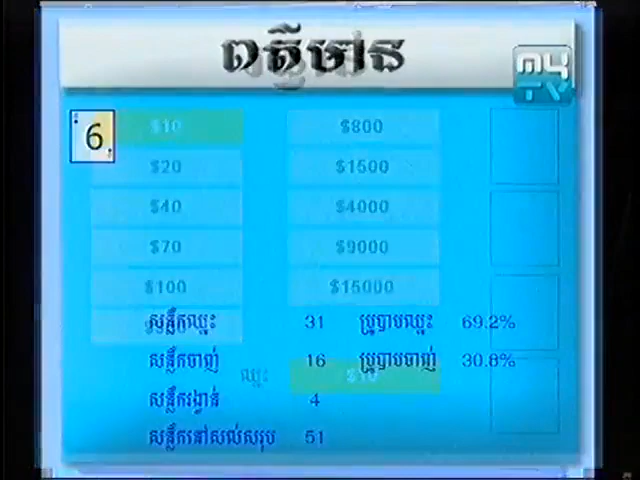 ពត៌មាន
MY
TV
6
$10
$800
$20
$1500
$40
$4000
$70
$9000
$100
$15000
សន្លឹកឈ្នះ 31 ប្រូបាបឈ្នះ 69.2%
សន្លឹកចាញ់ 16 ប្រូបាបចាញ់ 30.8%
ឈ្នះ $10
សន្លឹករង្វាន់ 4
សន្លឹកនៅសល់សរុប 51